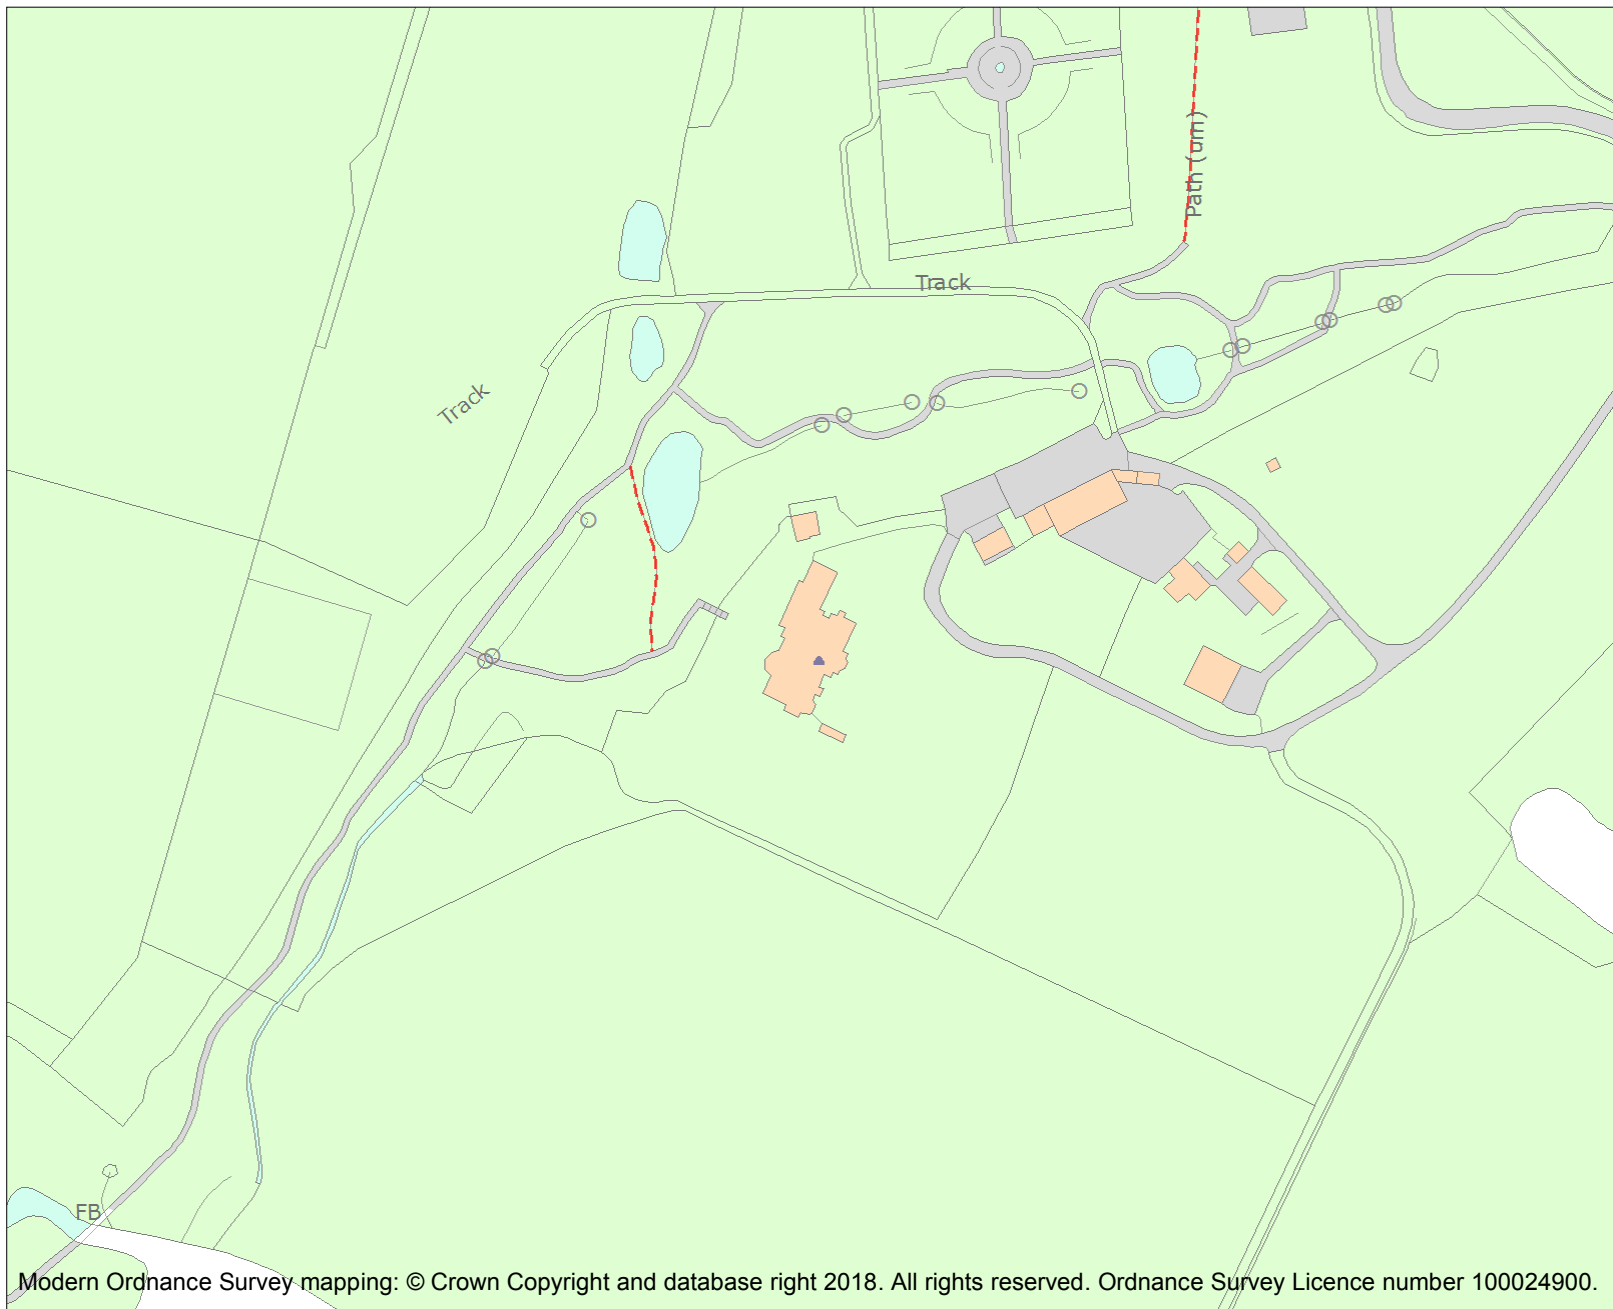 Path (um)
Track
Track
FB
Modern Ordnance Survey mapping: © Crown Copyright and database right 2018. All rights reserved. Ordnance Survey Licence number 100024900.